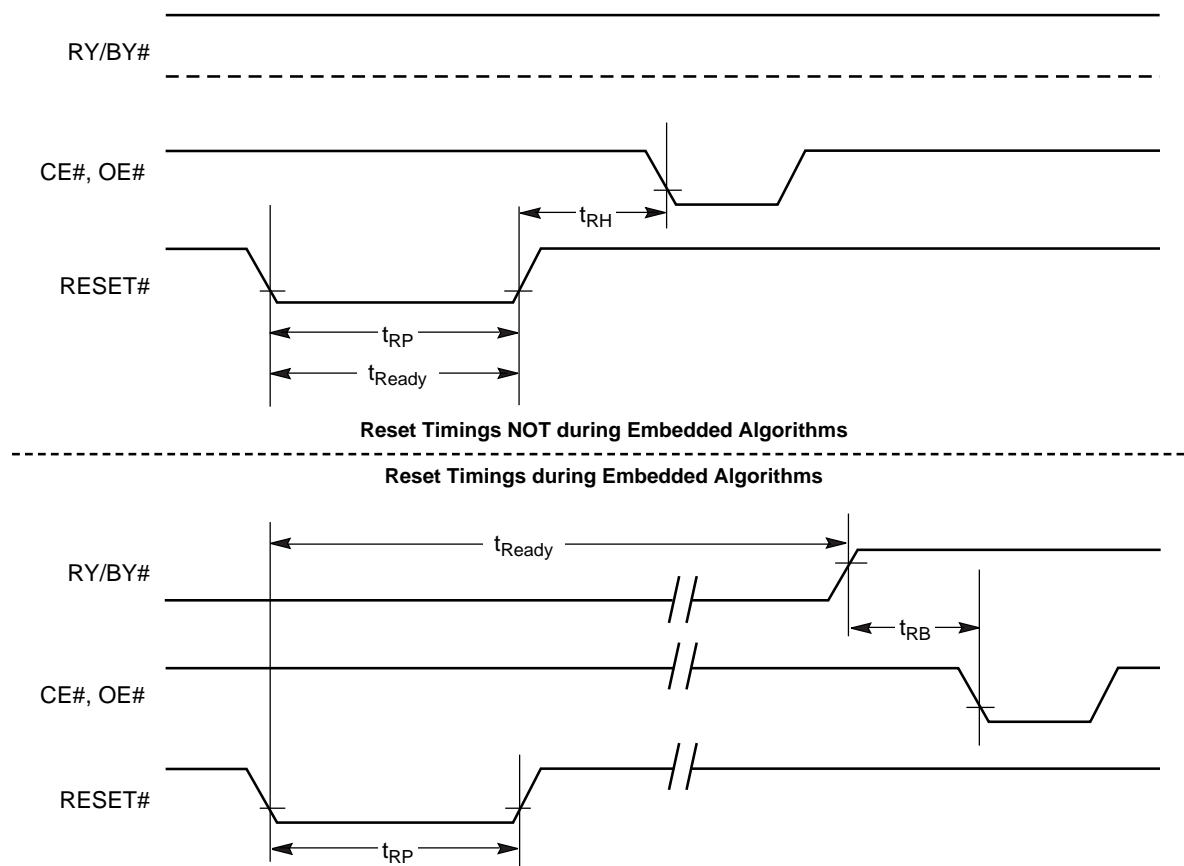 RY/BY#
CE#, OE#
tRH
RESET#
tRP
tReady
Reset Timings NOT during Embedded Algorithms
Reset Timings during Embedded Algorithms
tReady
RY/BY#
tRB
CE#, OE#
RESET#
tRP